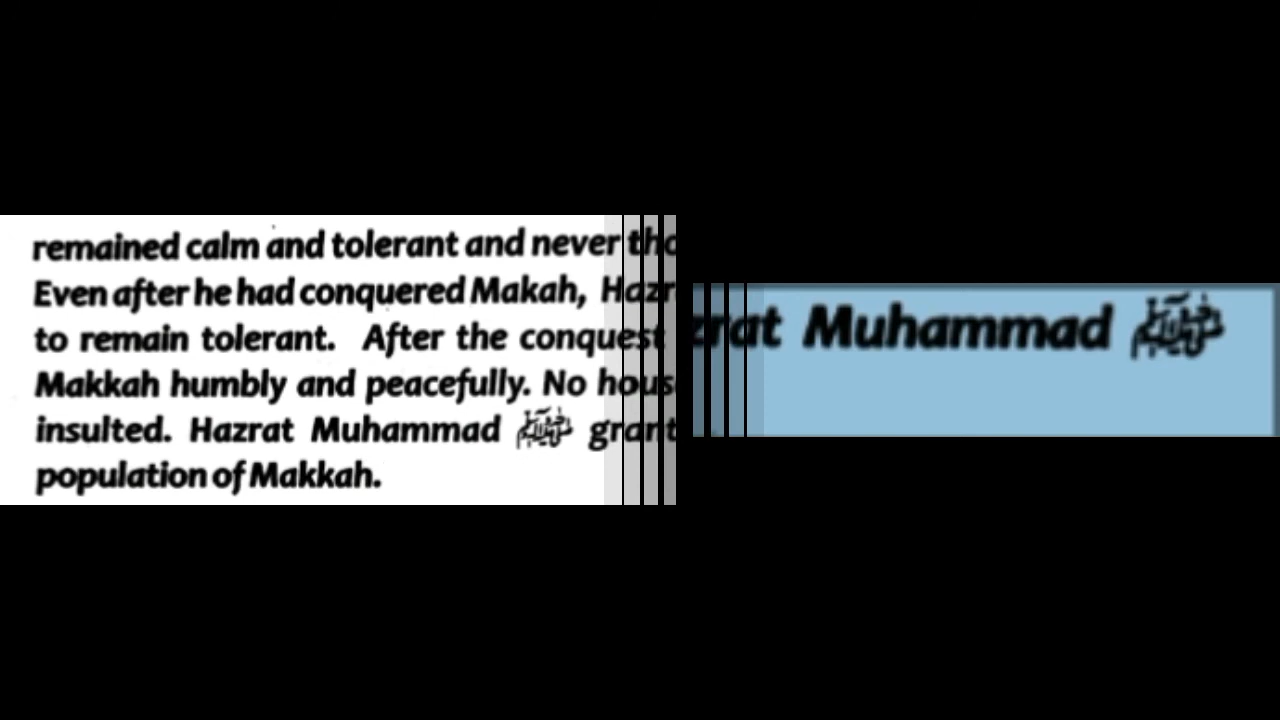 remained calm and tolerant and never
Even after he had conquered Makah,
to remain tolerant. After the conquest
Makkah humbly and peacefully. No
insulted. Hazrat Muhammad ﷺ
population of Makkah.
Muhammad ﷺ